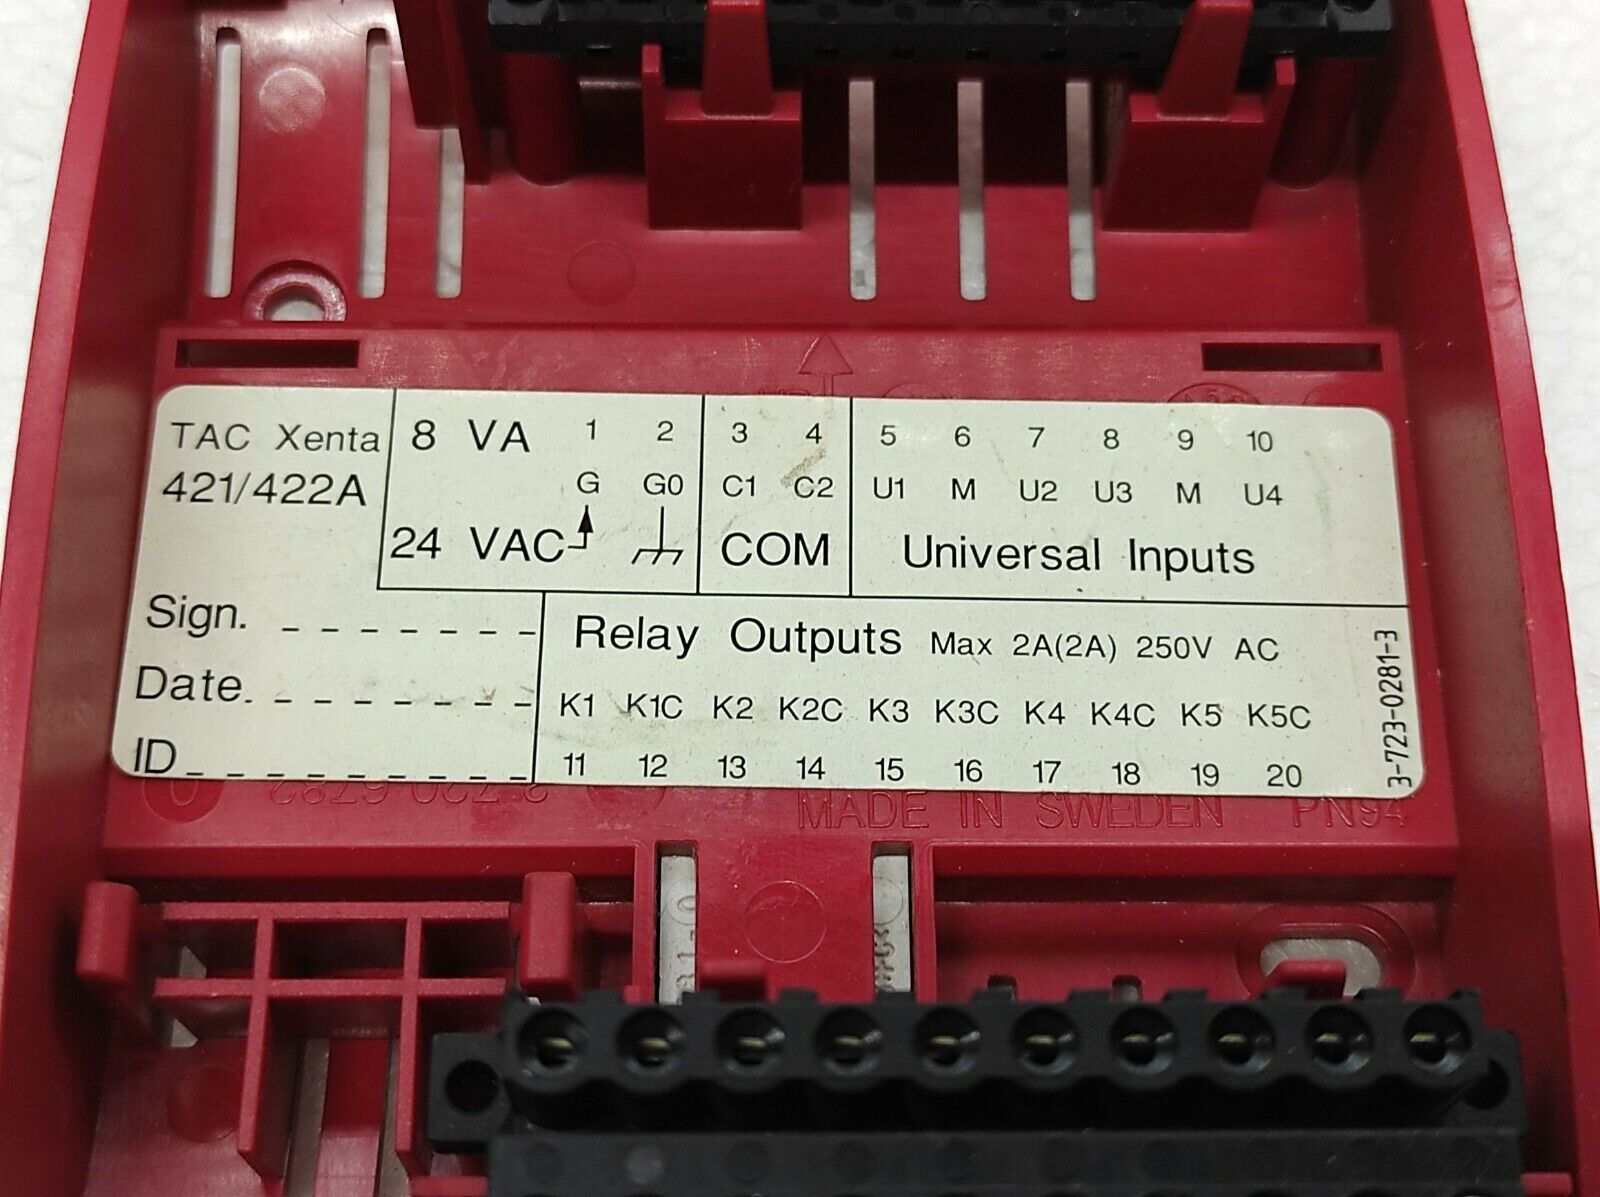 TAC Xenta
421/422A
8 VA 1 2 3 4 5 6 7 8 9 10
G G0 C1 C2 U1 M U2 U3 M U4
24 VAC COM Universal Inputs
Sign.
Date.
ID
Relay Outputs Max 2A(2A) 250V AC
K1 K1C K2 K2C K3 K3C K4 K4C K5 K5C
11 12 13 14 15 16 17 18 19 20
3-723-0281-3
MADE IN SWEDEN PN94